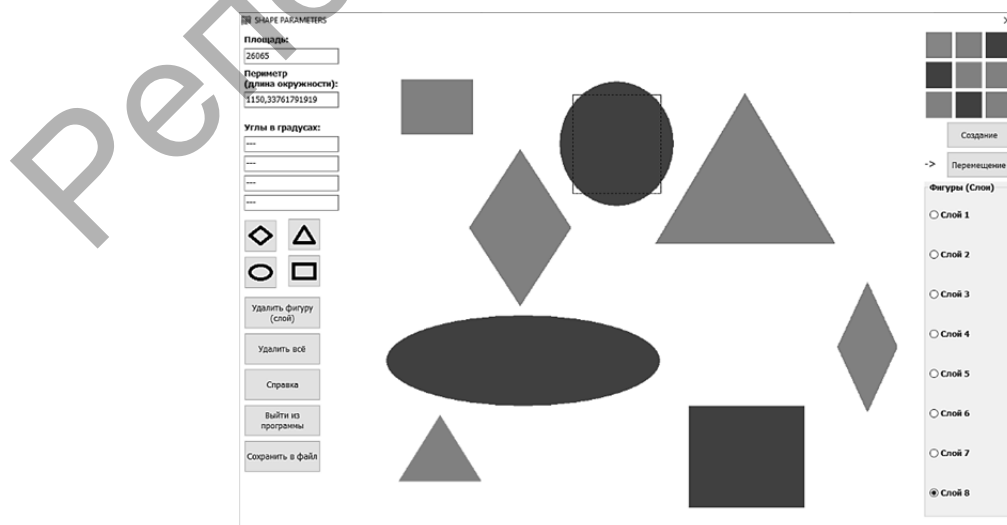 Репо
SHAPE PARAMETERS
Площадь:
26065
Периметр
(длина окружности):
1150,33761791919
Углы в градусах:
---
---
---
---
Удалить фигуру
(слой)
Удалить всё
Справка
Выйти из
программы
Сохранить в файл
Создание
-> Перемещение
Фигуры (Слои)
Слой 1
Слой 2
Слой 3
Слой 4
Слой 5
Слой 6
Слой 7
Слой 8